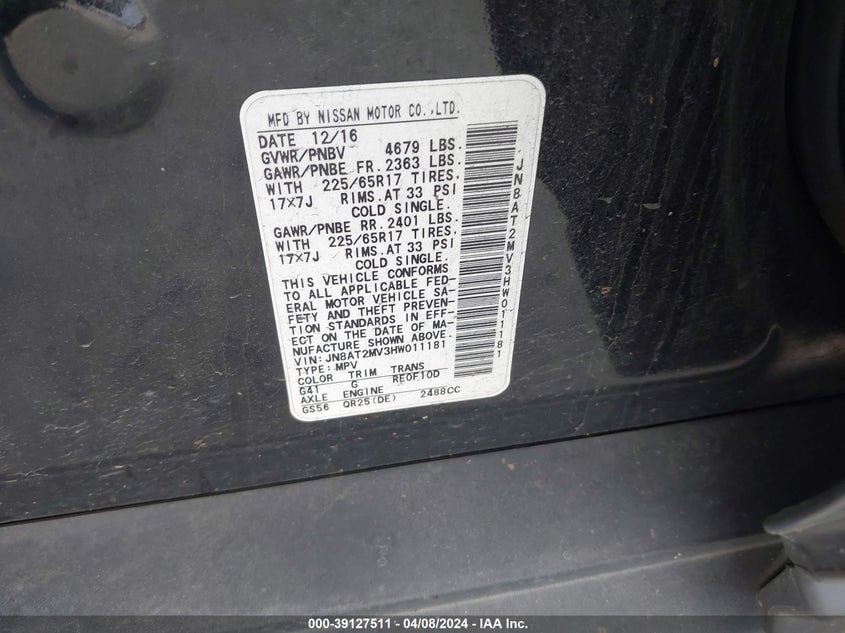 MFD BY NISSAN MOTOR CO.,LTD.
DATE 12/16
GVWR/PNBV 4679 LBS.
GAWR/PNBE FR. 2363 LBS.
WITH 225/65R17 TIRES,
17×7J RIMS. AT 33 PSI
COLD SINGLE.
GAWR/PNBE RR. 2401 LBS.
WITH 225/65R17 TIRES,
17×7J RIMS. AT 33 PSI
COLD SINGLE.
THIS VEHICLE CONFORMS
TO ALL APPLICABLE FED-
ERAL MOTOR VEHICLE SA-
FETY AND THEFT PREVEN-
TION STANDARDS IN EFF-
ECT ON THE DATE OF MA-
NUFACTURE SHOWN ABOVE.
VIN: JN8AT2MV3HW011181
TYPE: MPV
COLOR TRIM TRANS
G41 G RE0F10D
AXLE ENGINE
GS56 QR25(DE) 2488CC
JN8AT2MV3HW011181
000-39127511 - 04/08/2024 - IAA Inc.